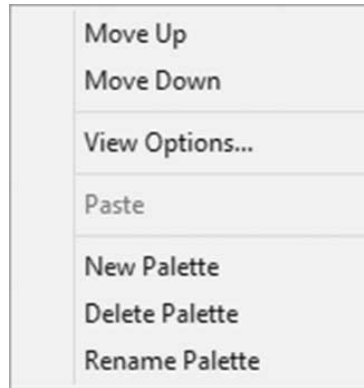 Move Up
Move Down
View Options...
Paste
New Palette
Delete Palette
Rename Palette